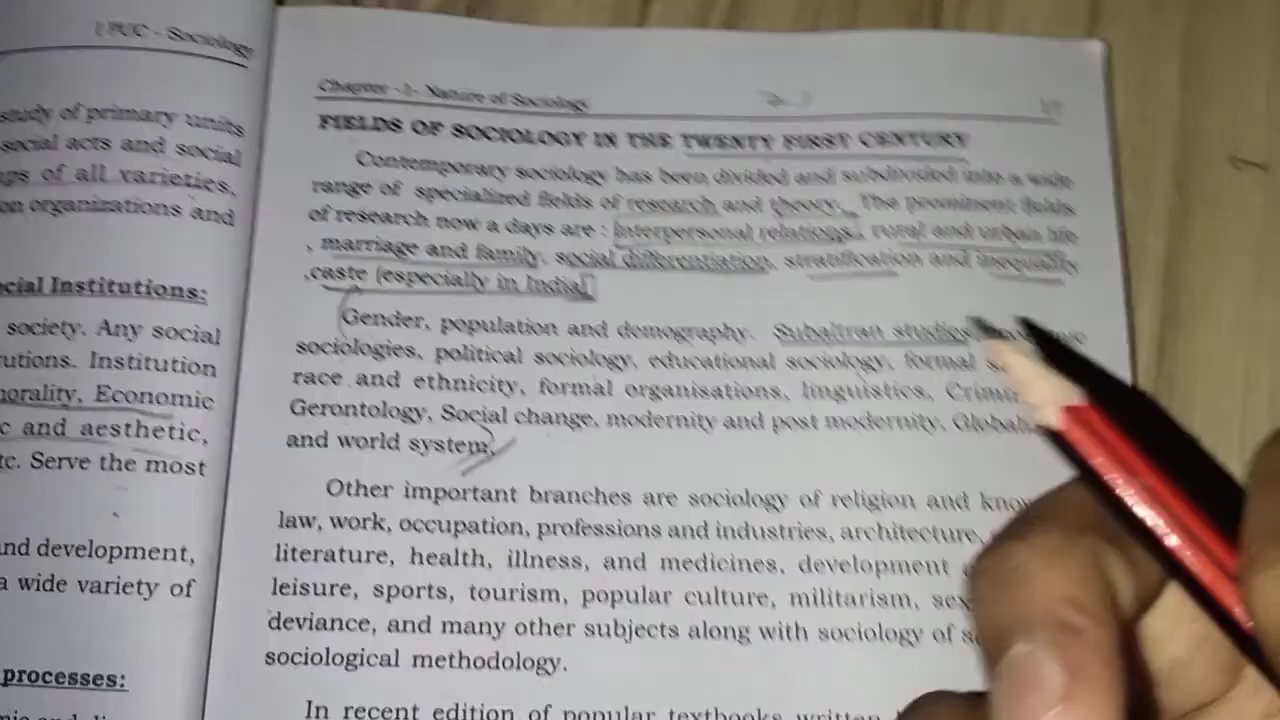 I PUC - Sociology
study of primary units
social acts and social
ups of all varieties,
on organizations and
cial Institutions:
society. Any social
utions. Institution
norality, Economic
c and aesthetic,
etc. Serve the most
and development,
a wide variety of
processes:
Chapter -1- Nature of Sociology
FIELDS OF SOCIOLOGY IN THE TWENTY FIRST CENTURY
Contemporary sociology has been divided and subdivided into a wide
range of specialized fields of research and theory. The prominent fields
of research now a days are : Interpersonal relations, rural and urban life
, marriage and family, social differentiation, stratification and inequality
,caste (especially in India)
Gender, population and demography. Subaltran studies
sociologies, political sociology, educational sociology, formal
race and ethnicity, formal organisations, linguistics,
Gerontology, Social change, modernity and post modernity,
and world system.
Other important branches are sociology of religion and
law, work, occupation, professions and industries, architecture,
literature, health, illness, and medicines, development
leisure, sports, tourism, popular culture, militarism,
deviance, and many other subjects along with sociology of
sociological methodology.
In recent edition of popular textbooks written